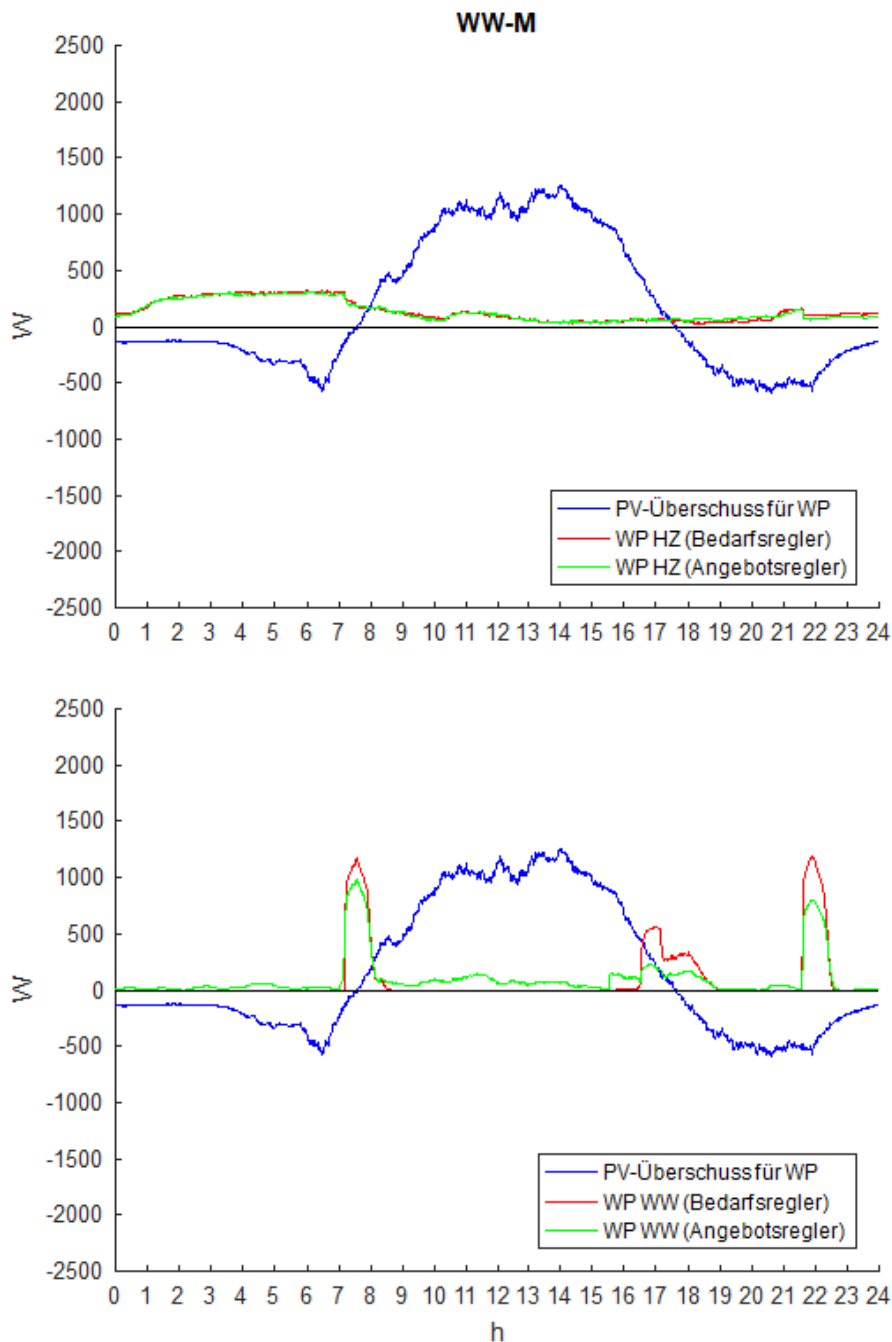 WW-M
2500
2000
1500
1000
500
0
-500
-1000
-1500
-2000
-2500
W
PV-Überschuss für WP
WP HZ (Bedarfsregler)
WP HZ (Angebotsregler)
0 1 2 3 4 5 6 7 8 9 10 11 12 13 14 15 16 17 18 19 20 21 22 23 24
2500
2000
1500
1000
500
0
-500
-1000
-1500
-2000
-2500
W
PV-Überschuss für WP
WP WW (Bedarfsregler)
WP WW (Angebotsregler)
0 1 2 3 4 5 6 7 8 9 10 11 12 13 14 15 16 17 18 19 20 21 22 23 24
h